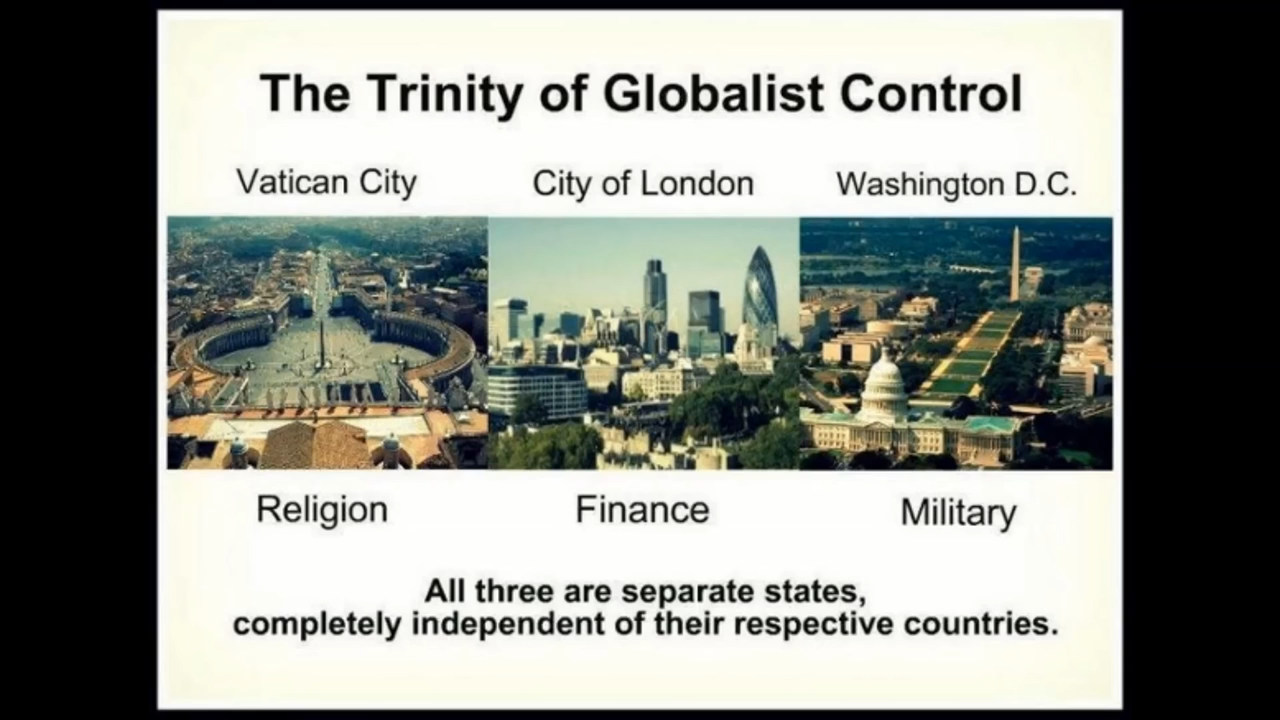 The Trinity of Globalist Control
Vatican City City of London Washington D.C.
Religion Finance Military
All three are separate states,
completely independent of their respective countries.